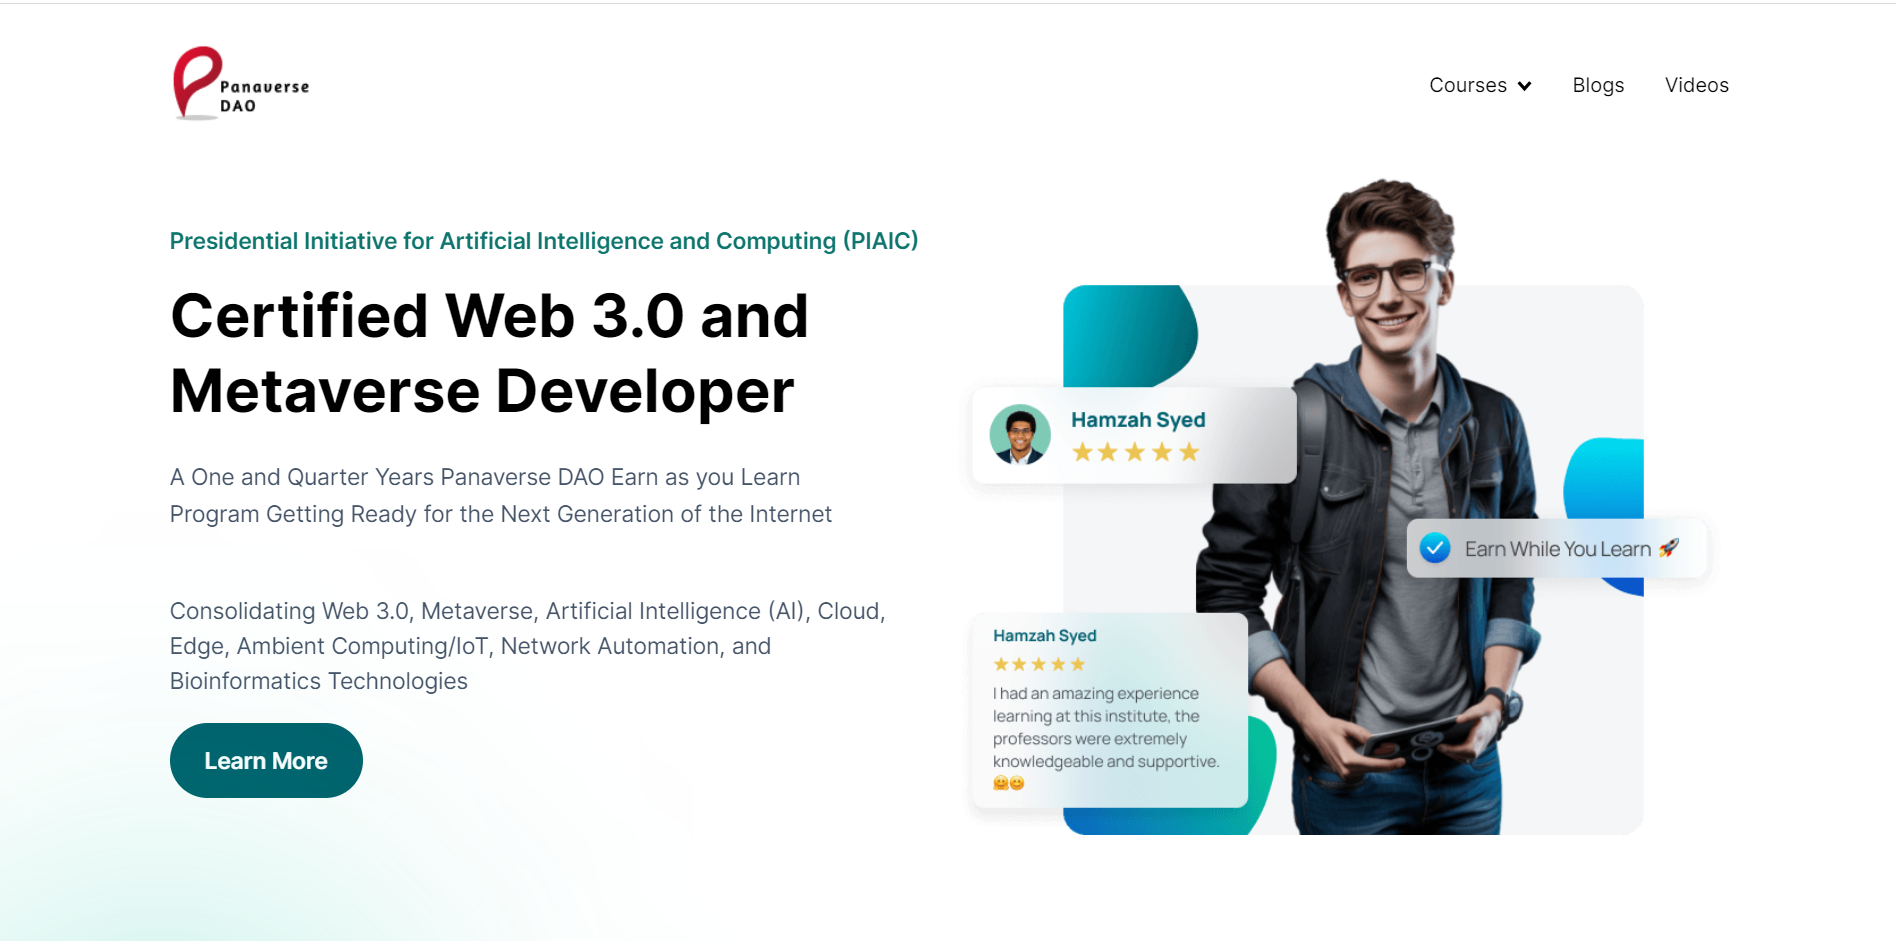 Panaverse
DAO
Courses
Blogs
Videos
Presidential Initiative for Artificial Intelligence and Computing (PIAIC)
Certified Web 3.0 and
Metaverse Developer
A One and Quarter Years Panaverse DAO Earn as you Learn
Program Getting Ready for the Next Generation of the Internet
Consolidating Web 3.0, Metaverse, Artificial Intelligence (AI), Cloud,
Edge, Ambient Computing/IoT, Network Automation, and
Bioinformatics Technologies
Learn More
Hamzah Syed
Earn While You Learn 🚀
Hamzah Syed
I had an amazing experience
learning at this institute, the
professors were extremely
knowledgeable and supportive.
🤗😊